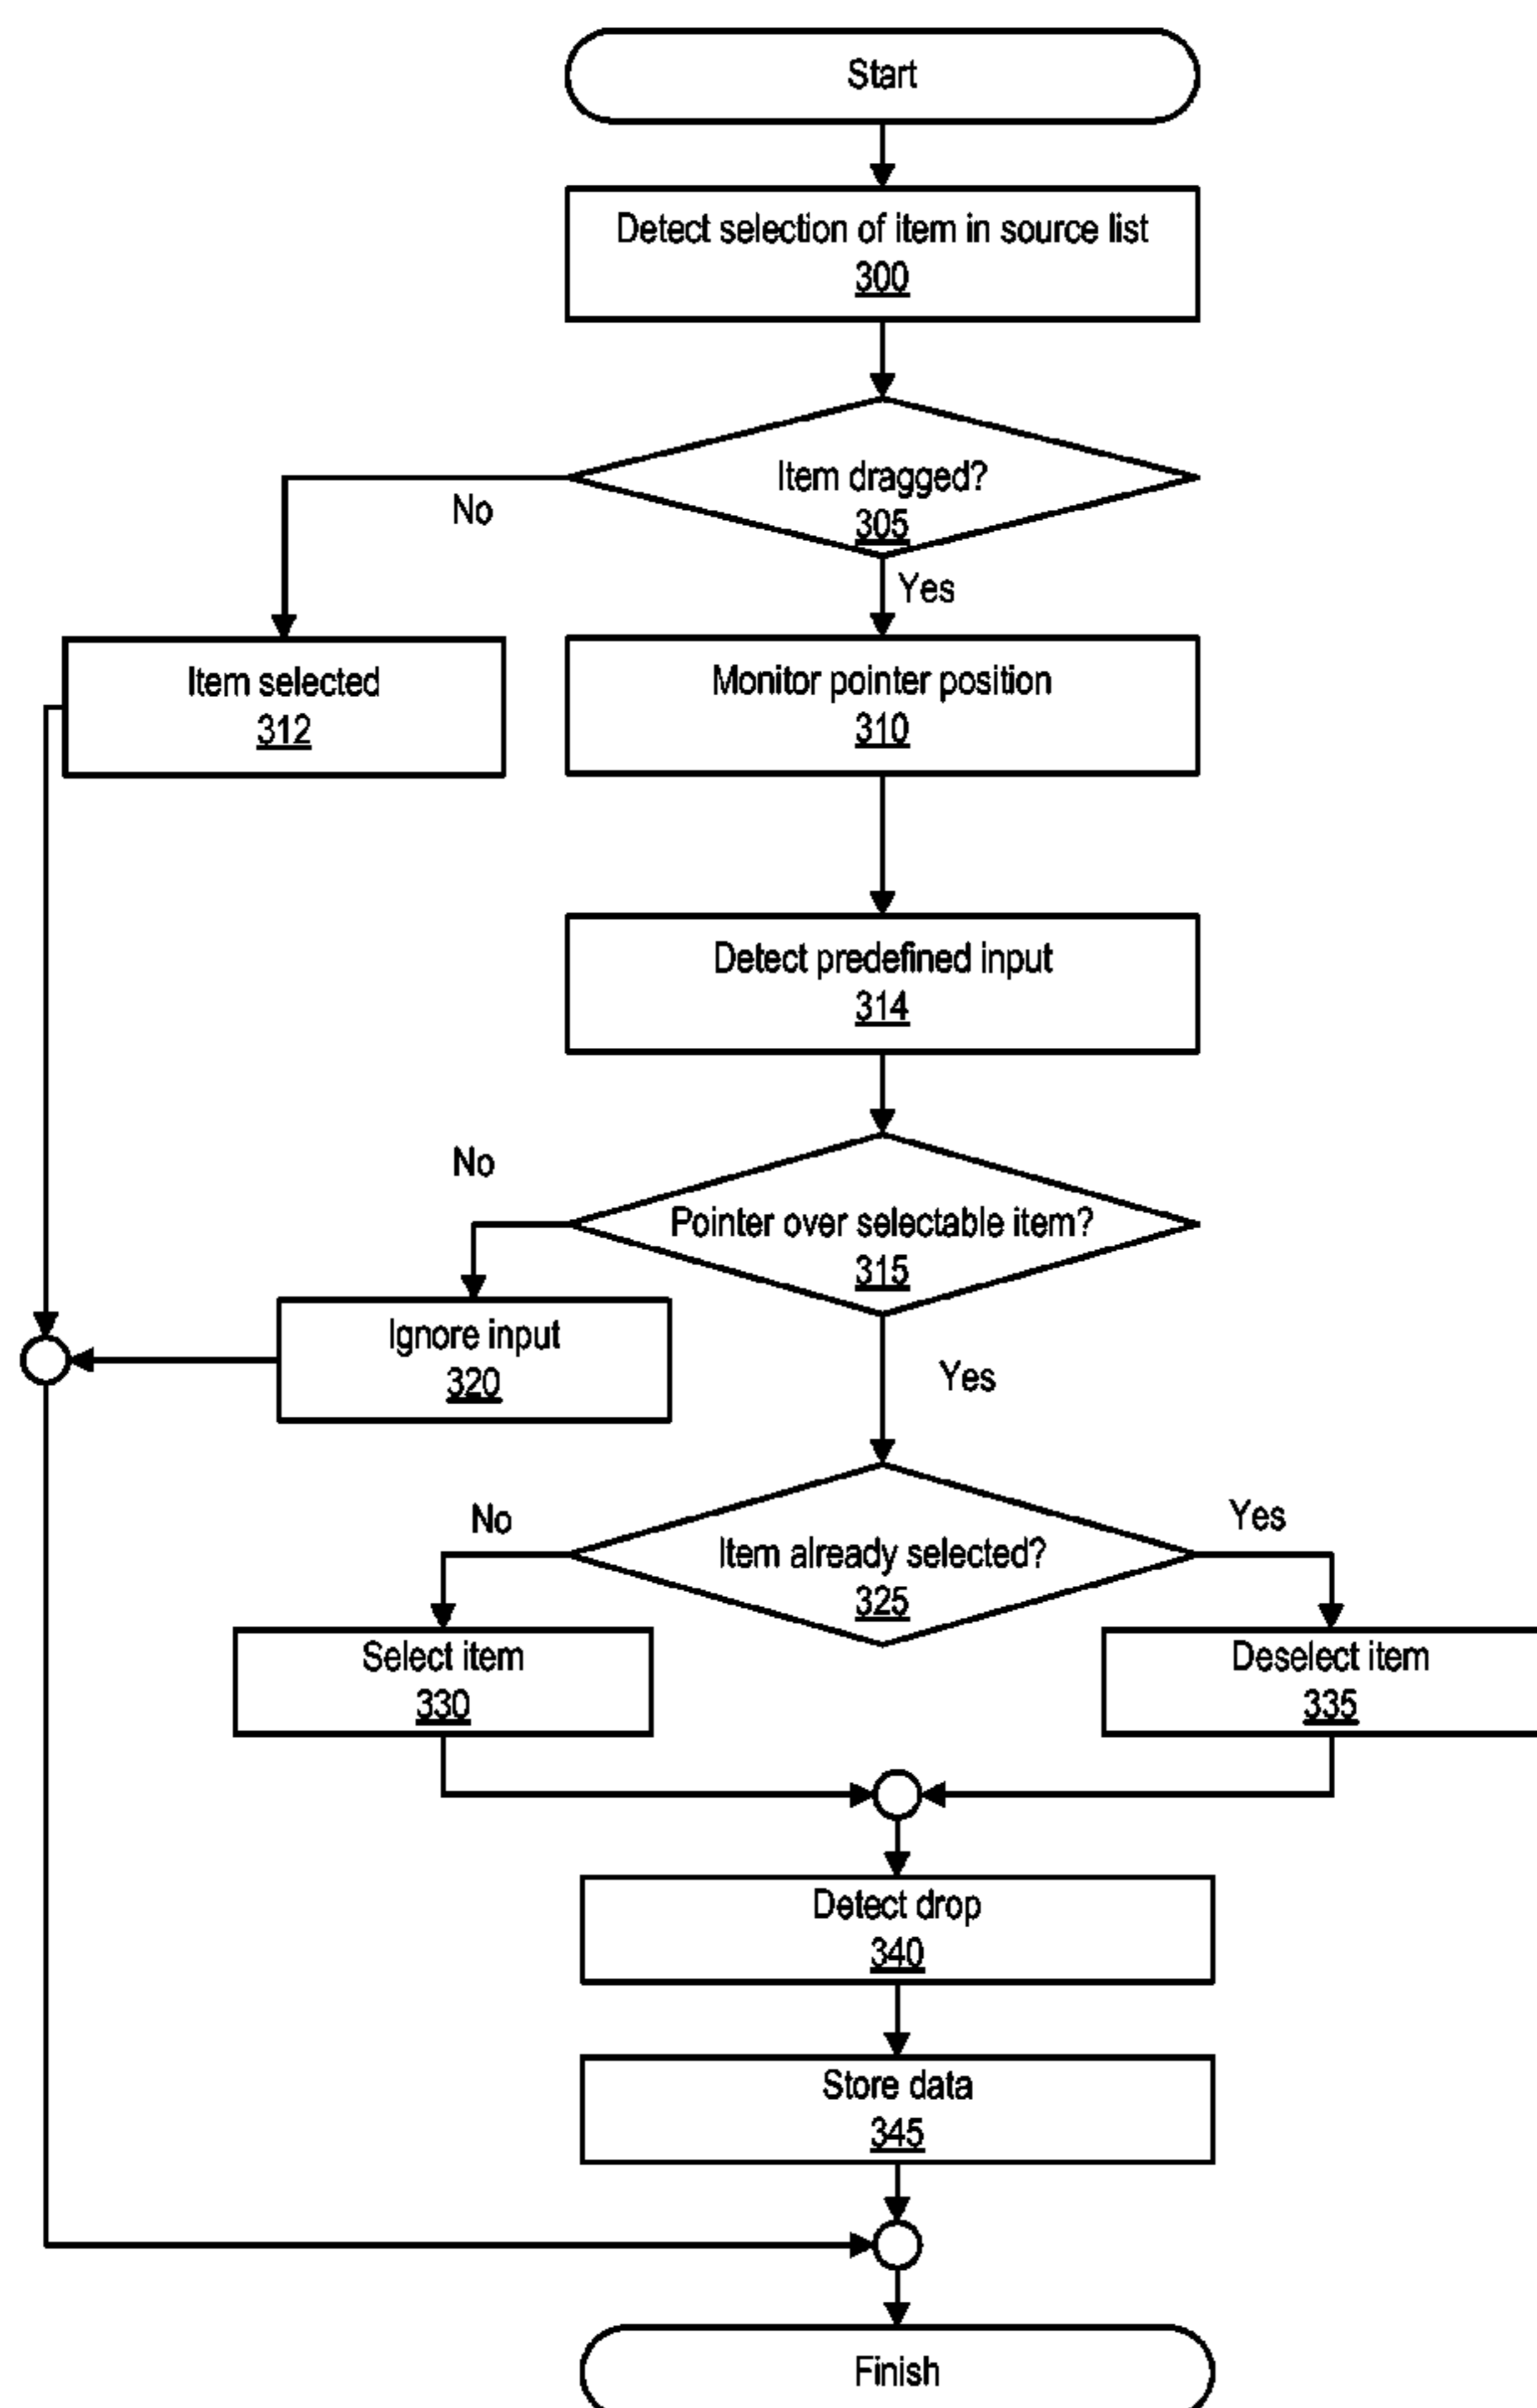 Start
Detect selection of item in source list
300
Item dragged?
305
No
Yes
Item selected
312
Monitor pointer position
310
Detect predefined input
314
No
Pointer over selectable item?
315
Ignore input
320
Yes
No
Item already selected?
325
Yes
Select item
330
Deselect item
335
Detect drop
340
Store data
345
Finish